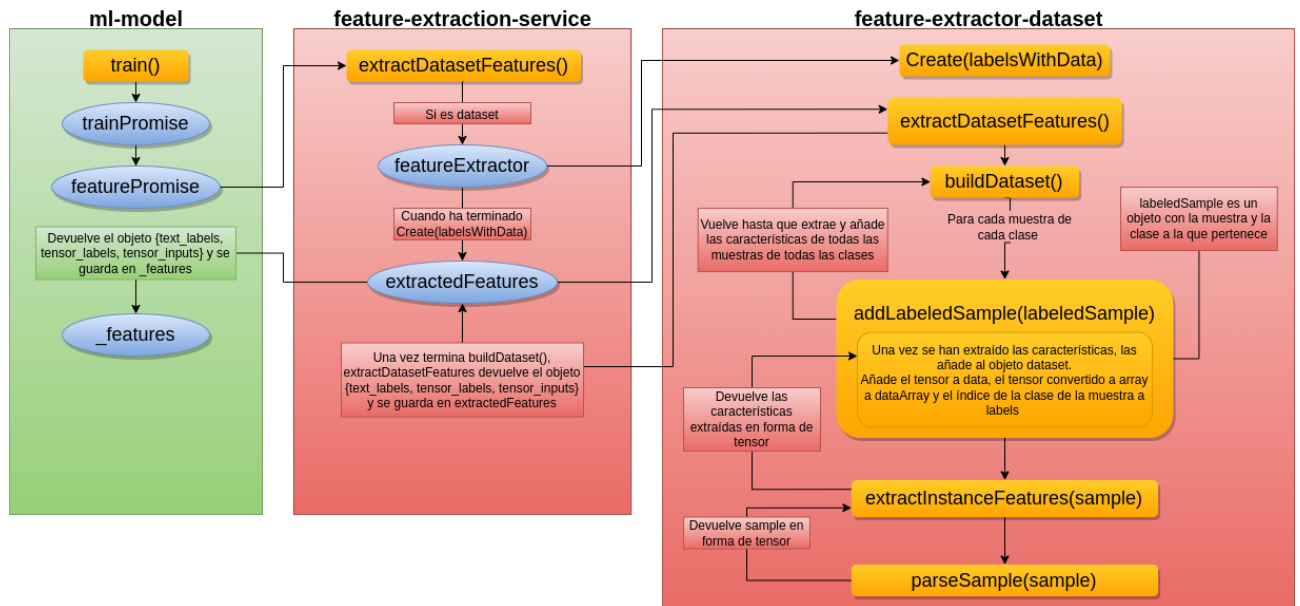 ml-model
train()
trainPromise
featurePromise
Devuelve el objeto {text_labels,
tensor_labels, tensor_inputs} y se
guarda en _features
_features
feature-extraction-service
extractDatasetFeatures()
Si es dataset
featureExtractor
Cuando ha terminado
Create(labelsWithData)
extractedFeatures
Una vez termina buildDataset(),
extractDatasetFeatures devuelve el objeto
{text_labels, tensor_labels, tensor_inputs}
y se guarda en extractedFeatures
feature-extractor-dataset
Create(labelsWithData)
extractDatasetFeatures()
buildDataset()
Para cada muestra de
cada clase
labeledSample es un
objeto con la muestra y la
clase a la que pertenece
Vuelve hasta que extrae y añade
las características de todas las
muestras de todas las clases
addLabeledSample(labeledSample)
Una vez se han extraído las características, las
añade al objeto dataset.
Añade el tensor a data, el tensor convertido a array
a dataArray y el índice de la clase de la muestra a
labels
Devuelve las
características
extraídas en forma de
tensor
extractInstanceFeatures(sample)
Devuelve sample en
forma de tensor
parseSample(sample)